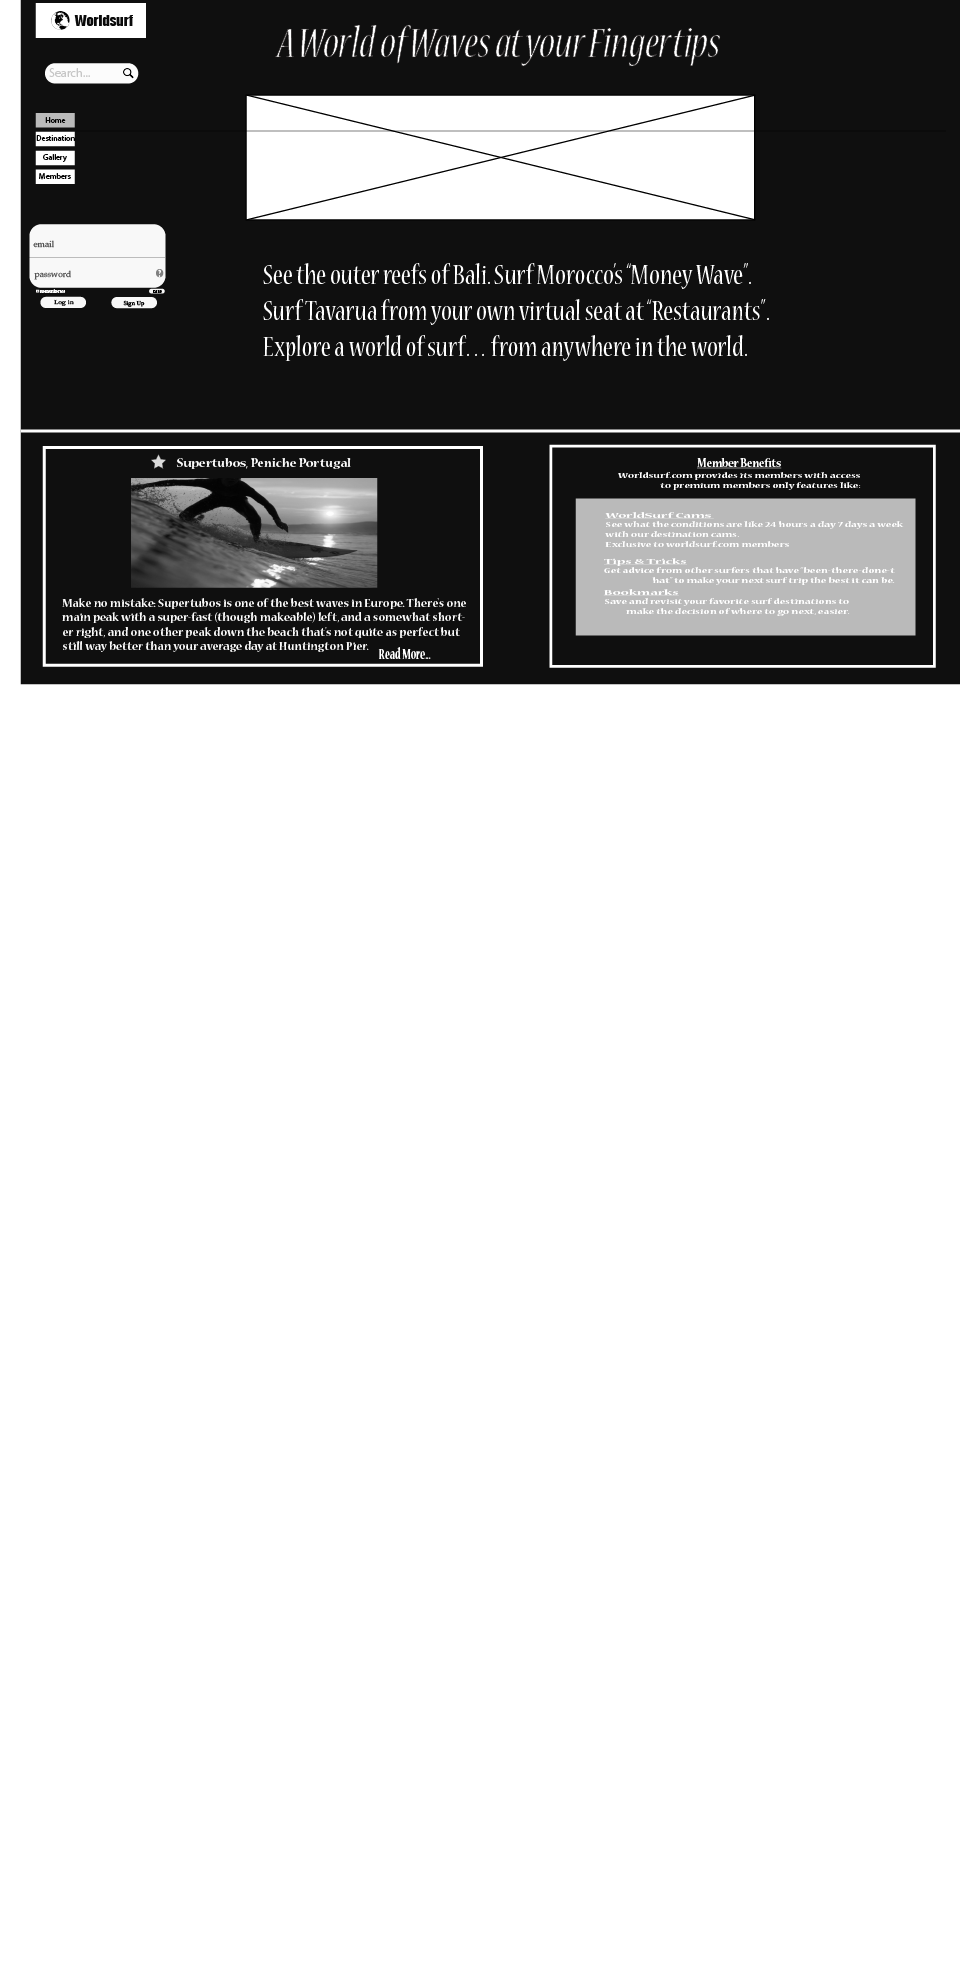 Worldsurf
A World of Waves at your Fingertips
Search...
Home
Destination
Gallery
Members
email
password
Log in
Sign Up
See the outer reefs of Bali. Surf Morocco's "Money Wave".
Surf Tavarua from your own virtual seat at "Restaurants".
Explore a world of surf... from anywhere in the world.
Supertubos, Peniche Portugal
Make no mistake: Supertubos is one of the best waves in Europe. There's one
main peak with a super-fast (though makeable) left, and a somewhat short-
er right, and one other peak down the beach that's not quite as perfect but
still way better than your average day at Huntington Pier.
Read More...
Member Benefits
Worldsurf.com provides its members with access
to premium members only features like:
WorldSurf Cams
See what the conditions are like 24 hours a day 7 days a week
with our destination cams.
Exclusive to worldsurf.com members
Tips & Tricks
Get advice from other surfers that have "been-there-done-t
hat" to make your next surf trip the best it can be.
Bookmarks
Save and revisit your favorite surf destinations to
make the decision of where to go next, easier.